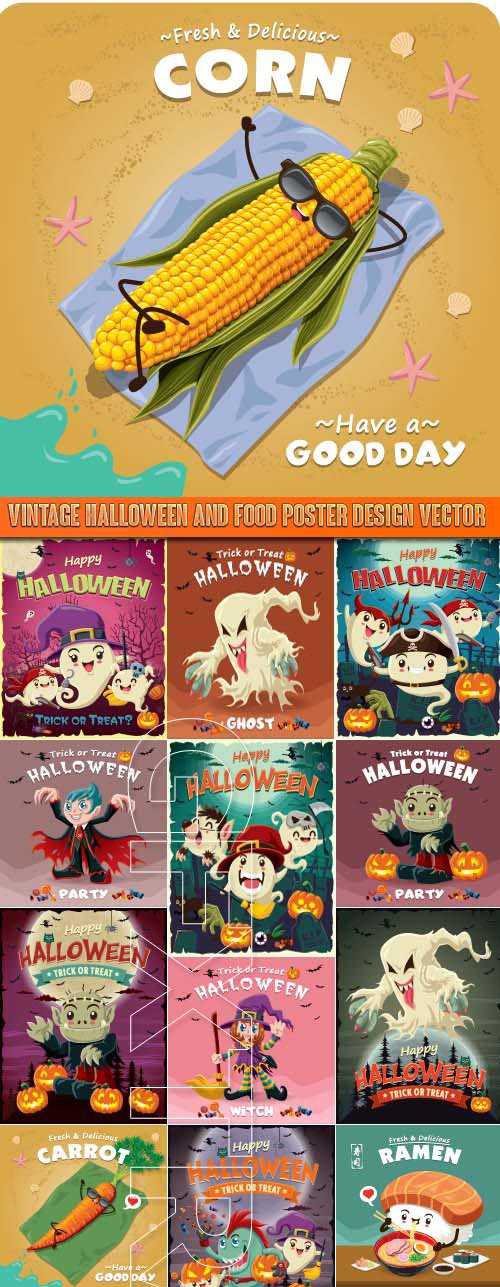 ~Fresh & Delicious~
CORN
~Have a~
GOOD DAY
VINTAGE HALLOWEEN AND FOOD POSTER DESIGN VECTOR
Happy
HALLOWEEN
TRICK OR TREAT?
Trick or Treat
HALLOWEEN
GHOST
Happy
HALLOWEEN
Trick or Treat
HALLOWEEN
PARTY
Happy
HALLOWEEN
Trick or Treat
HALLOWEEN
PARTY
Happy
HALLOWEEN
TRICK OR TREAT
Trick or Treat
HALLOWEEN
WITCH
Happy
HALLOWEEN
TRICK OR TREAT
Fresh & Delicious
CARROT
~Have a~
GOOD DAY
Happy
HALLOWEEN
TRICK OR TREAT
Fresh & Delicious
RAMEN
寿司